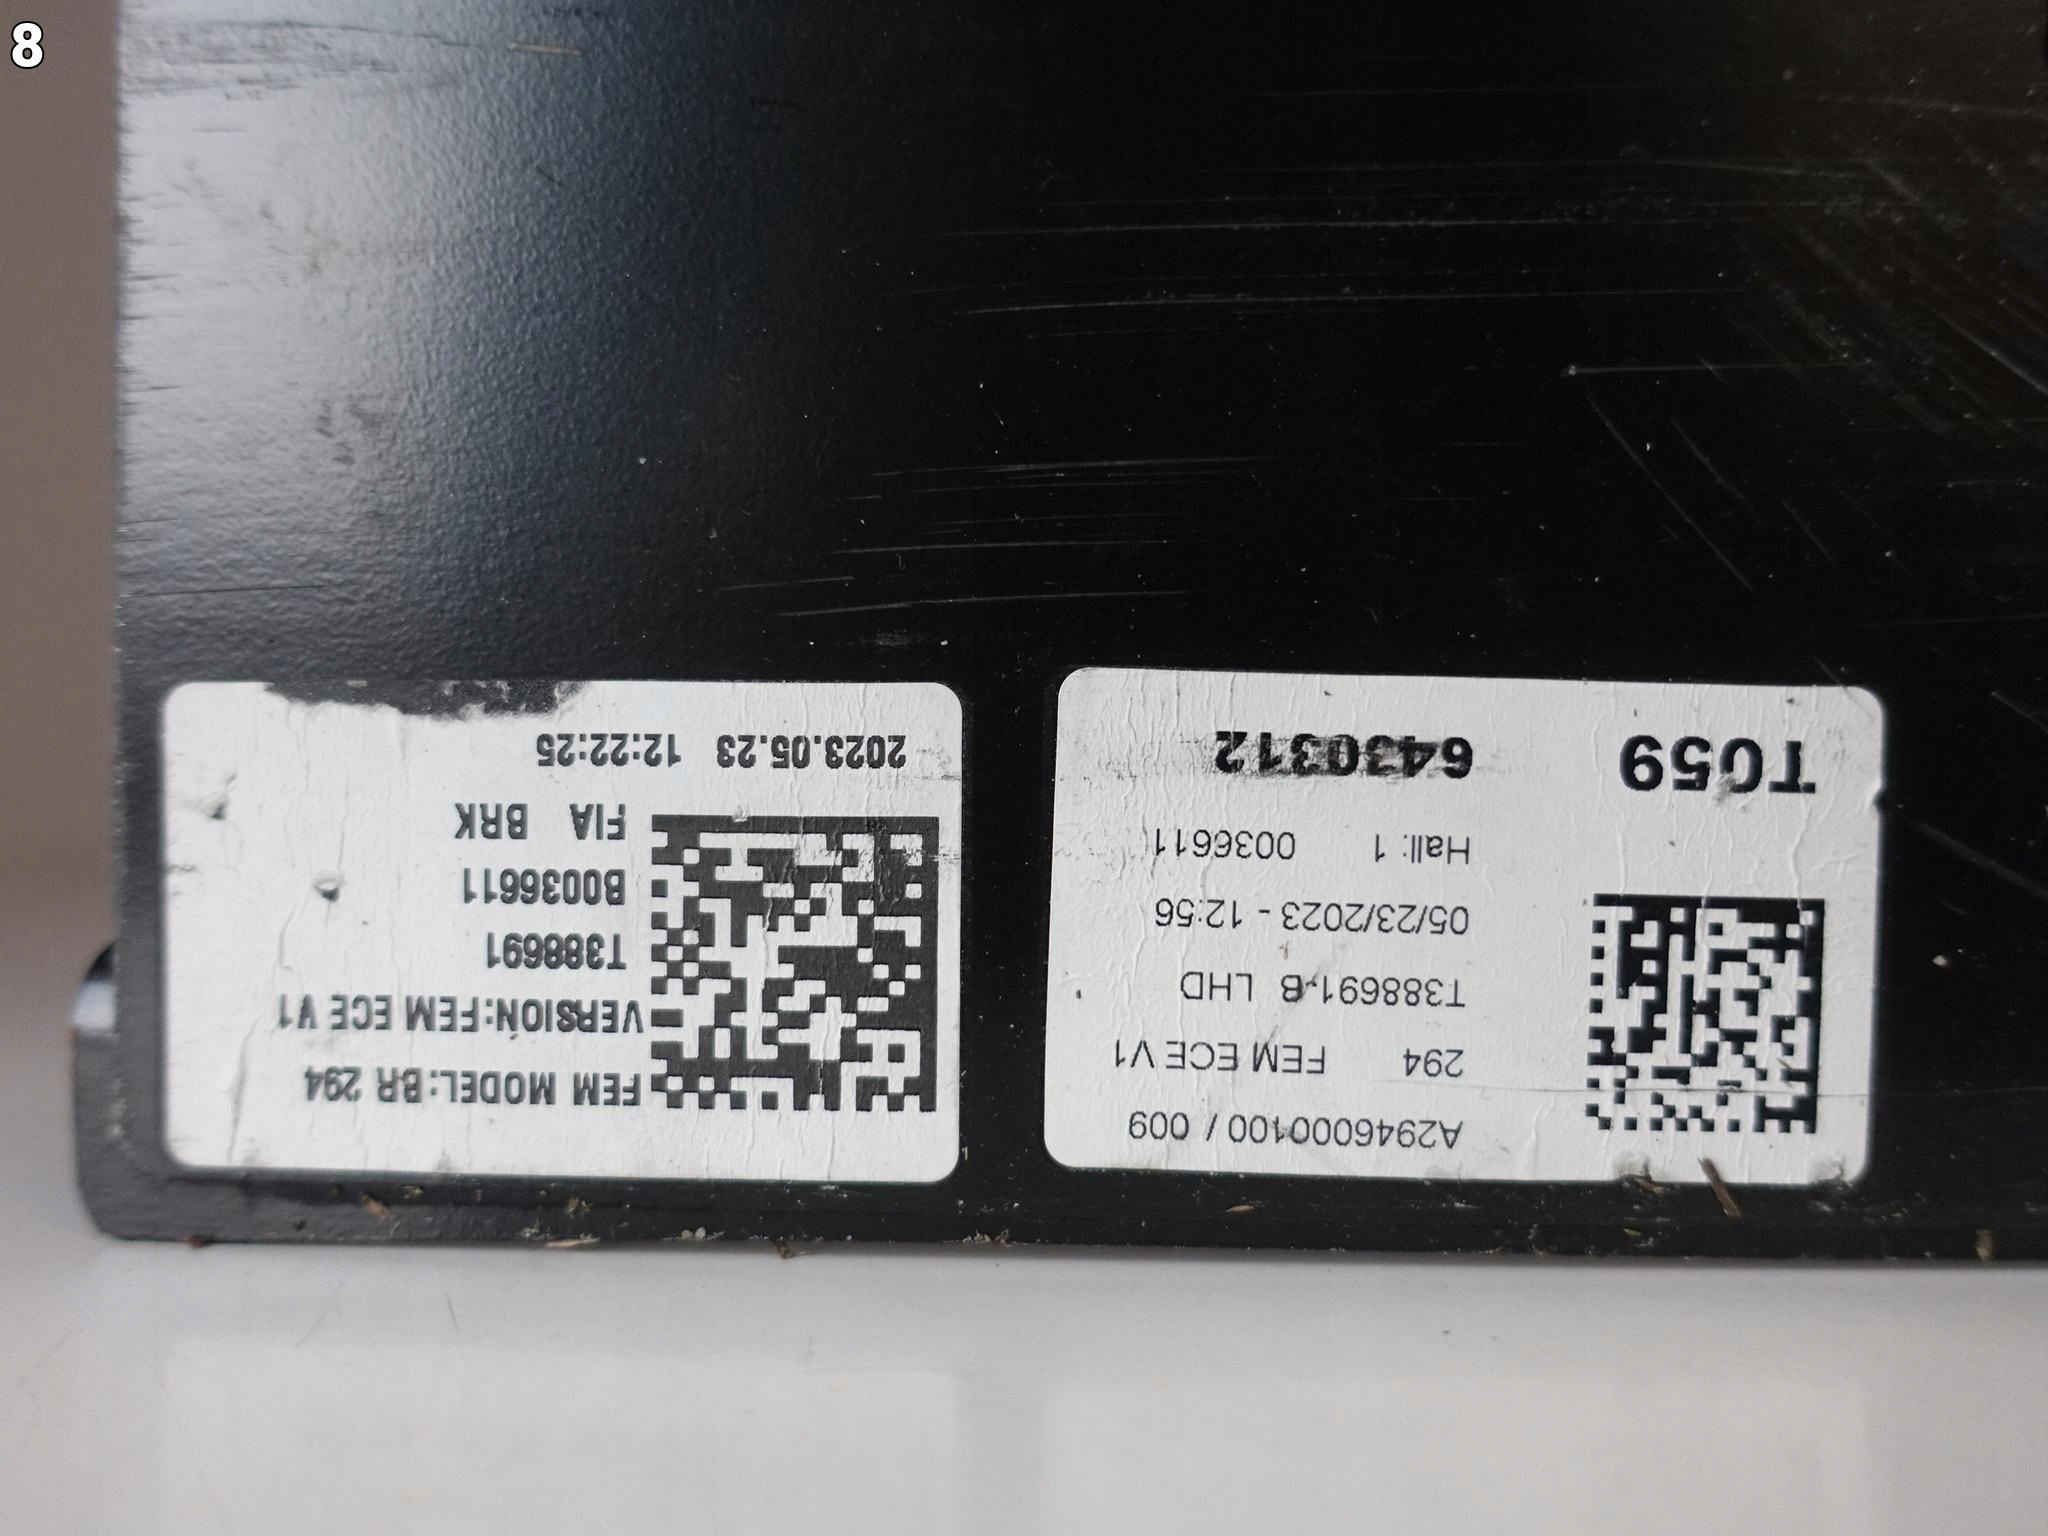 8
FEM MODEL:BR 294
VERSION:FEM ECE V1
T388691
B0036611
FIA BRK
2023.05.23 12:22:25
A2946000100 / 009
294 FEM ECE V1
T388691-B LHD
05/23/2023 - 12:56
Hall: 1 0036611
T059 6430312